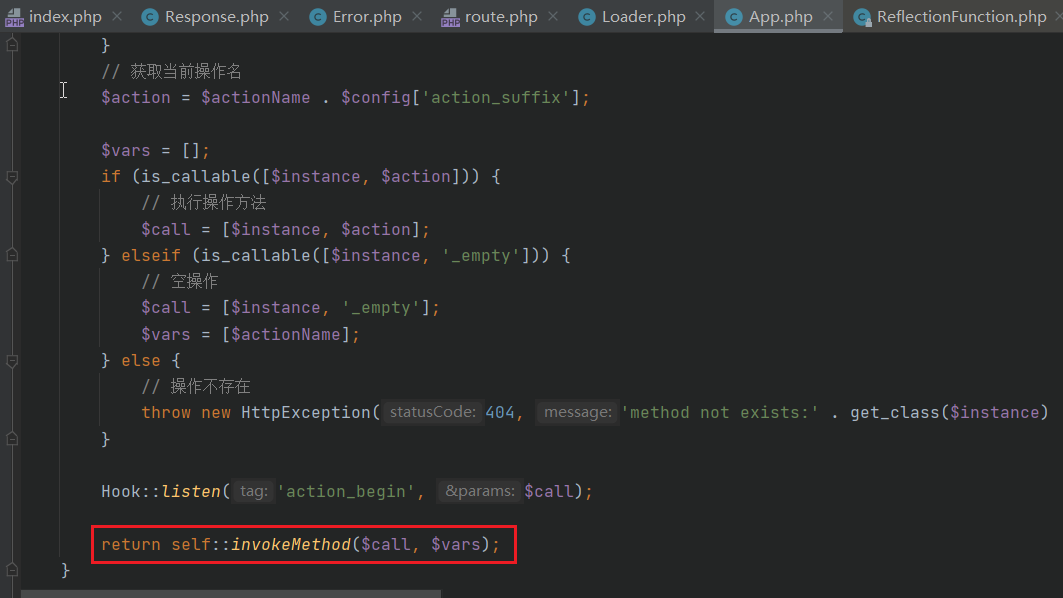 index.php Response.php Error.php route.php Loader.php App.php ReflectionFunction.php
}
// 获取当前操作名
$action = $actionName . $config['action_suffix'];
$vars = [];
if (is_callable([$instance, $action])) {
// 执行操作方法
$call = [$instance, $action];
} elseif (is_callable([$instance, '_empty'])) {
// 空操作
$call = [$instance, '_empty'];
$vars = [$actionName];
} else {
// 操作不存在
throw new HttpException( statusCode: 404, message: 'method not exists:' . get_class($instance)
}
Hook::listen( tag: 'action_begin', &params: $call);
return self::invokeMethod($call, $vars);
}